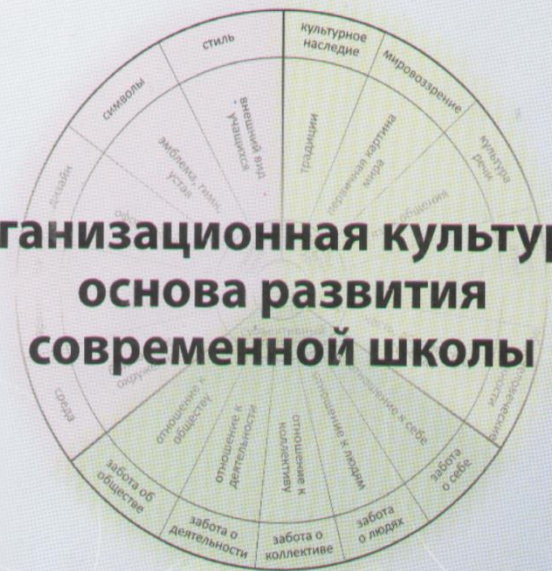 стиль
культурное
наследие
символы
мировоззрение
культура
речи
дизайн
эмблема, гимн,
устав
внешний вид
учащихся
традиции
первичная картина
мира
общения
ганизационная культур
основа развития
современной школы
среда
отношение к
обществу
отношение к
деятельности
отношение к
коллективу
отношение к людям
отношение к себе
забота об
обществе
забота о
деятельности
забота о
коллективе
забота
о людях
забота
о себе